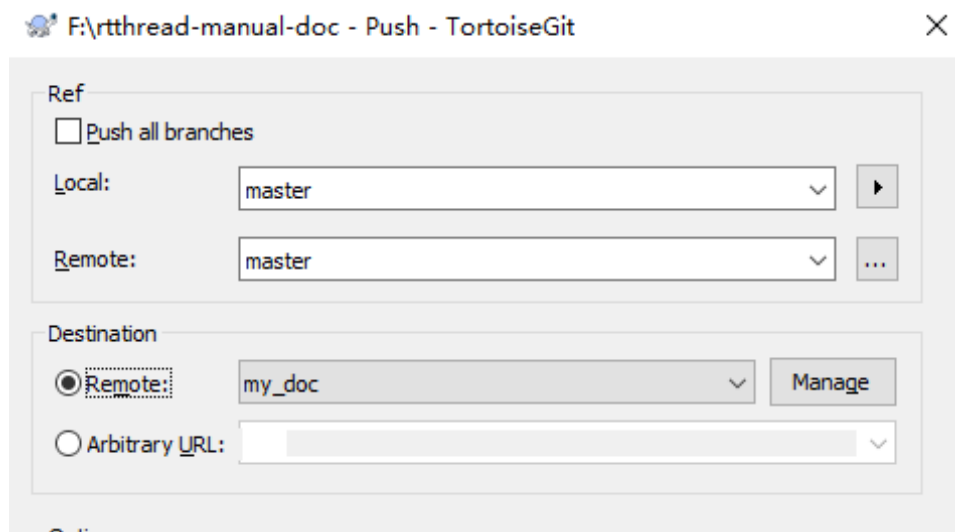 F:\rtthread-manual-doc - Push - TortoiseGit
Ref
Push all branches
Local: master
Remote: master ...
Destination
Remote: my_doc Manage
Arbitrary URL: